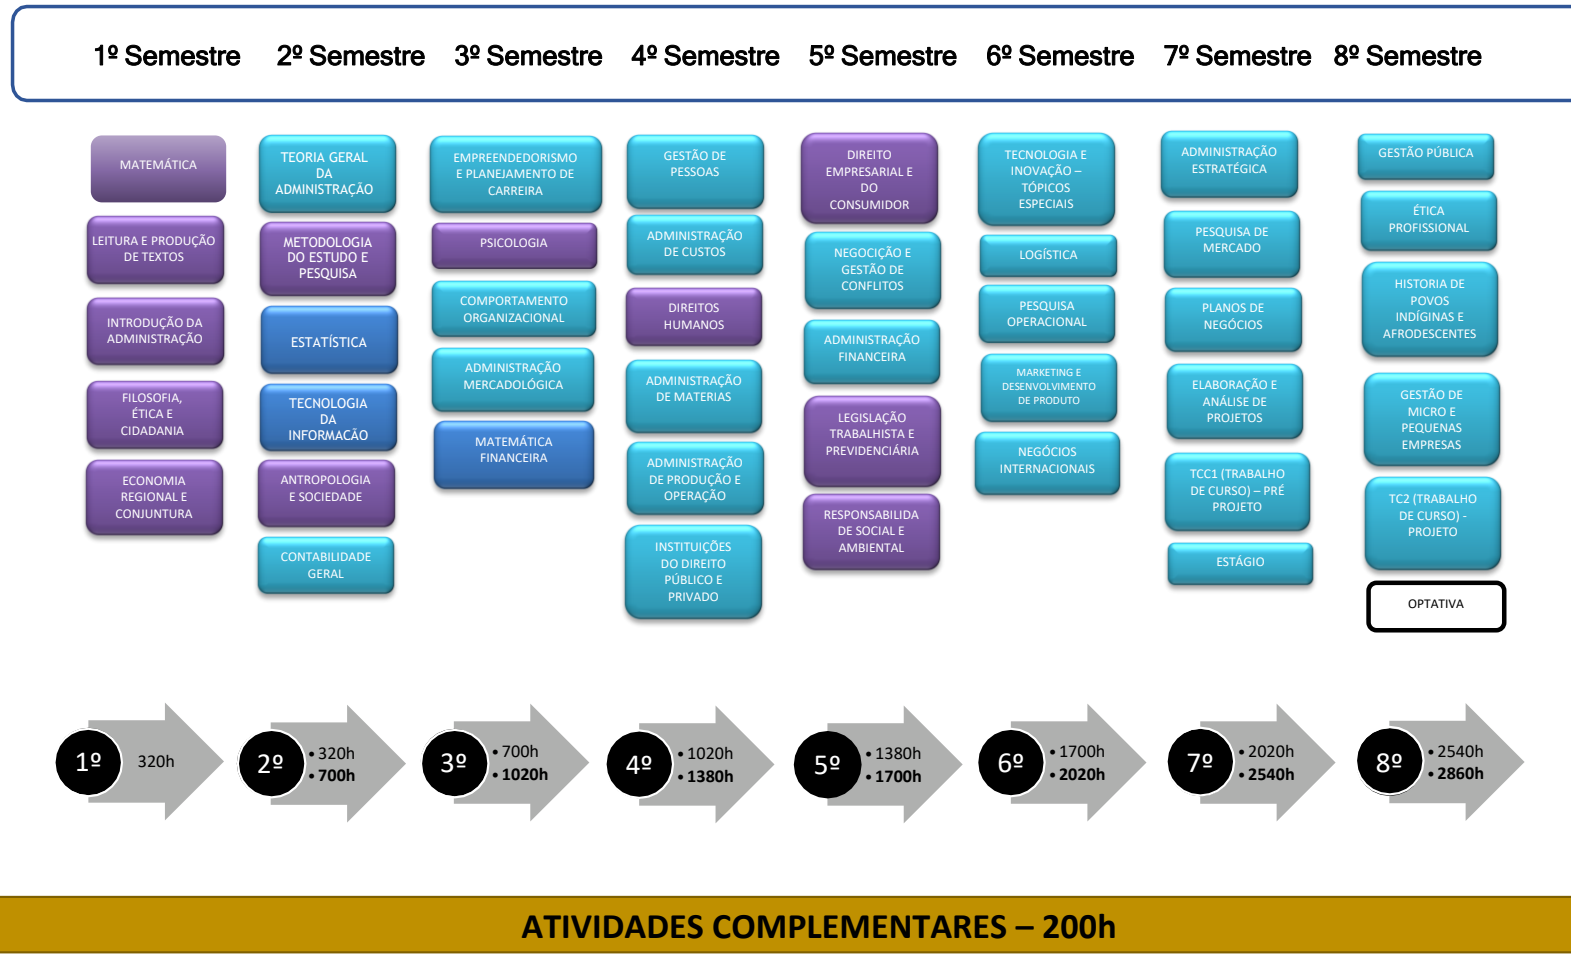 1º Semestre 2º Semestre 3º Semestre 4º Semestre 5º Semestre 6º Semestre 7º Semestre 8º Semestre
MATEMÁTICA
LEITURA E PRODUÇÃO
DE TEXTOS
INTRODUÇÃO DA
ADMINISTRAÇÃO
FILOSOFIA,
ÉTICA E
CIDADANIA
ECONOMIA
REGIONAL E
CONJUNTURA
TEORIA GERAL
DA
ADMINISTRAÇÃO
METODOLOGIA
DO ESTUDO E
PESQUISA
ESTATÍSTICA
TECNOLOGIA
DA
INFORMACÃO
ANTROPOLOGIA
E SOCIEDADE
CONTABILIDADE
GERAL
EMPREENDEDORISMO
E PLANEJAMENTO DE
CARREIRA
PSICOLOGIA
COMPORTAMENTO
ORGANIZACIONAL
ADMINISTRAÇÃO
MERCADOLÓGICA
MATEMÁTICA
FINANCEIRA
GESTÃO DE
PESSOAS
ADMINISTRAÇÃO
DE CUSTOS
DIREITOS
HUMANOS
ADMINISTRAÇÃO
DE MATERIAS
ADMINISTRAÇÃO
DE PRODUÇÃO E
OPERAÇÃO
INSTITUIÇÕES
DO DIREITO
PÚBLICO E
PRIVADO
DIREITO
EMPRESARIAL E
DO
CONSUMIDOR
NEGOCIÇÃO E
GESTÃO DE
CONFLITOS
ADMINISTRAÇÃO
FINANCEIRA
LEGISLAÇÃO
TRABALHISTA E
PREVIDENCIÁRIA
RESPONSABILIDA
DE SOCIAL E
AMBIENTAL
TECNOLOGIA E
INOVAÇÃO –
TÓPICOS
ESPECIAIS
LOGÍSTICA
PESQUISA
OPERACIONAL
MARKETING E
DESENVOLVIMENTO
DE PRODUTO
NEGÓCIOS
INTERNACIONAIS
ADMINISTRAÇÃO
ESTRATÉGICA
PESQUISA DE
MERCADO
PLANOS DE
NEGÓCIOS
ELABORAÇÃO E
ANÁLISE DE
PROJETOS
TCC1 (TRABALHO
DE CURSO) – PRÉ
PROJETO
ESTÁGIO
GESTÃO PÚBLICA
ÉTICA
PROFISSIONAL
HISTORIA DE
POVOS
INDÍGINAS E
AFRODESCENTES
GESTÃO DE
MICRO E
PEQUENAS
EMPRESAS
TC2 (TRABALHO
DE CURSO) -
PROJETO
OPTATIVA
1º
320h
2º
• 320h
• 700h
3º
• 700h
• 1020h
4º
• 1020h
• 1380h
5º
• 1380h
• 1700h
6º
• 1700h
• 2020h
7º
• 2020h
• 2540h
8º
• 2540h
• 2860h
ATIVIDADES COMPLEMENTARES – 200h